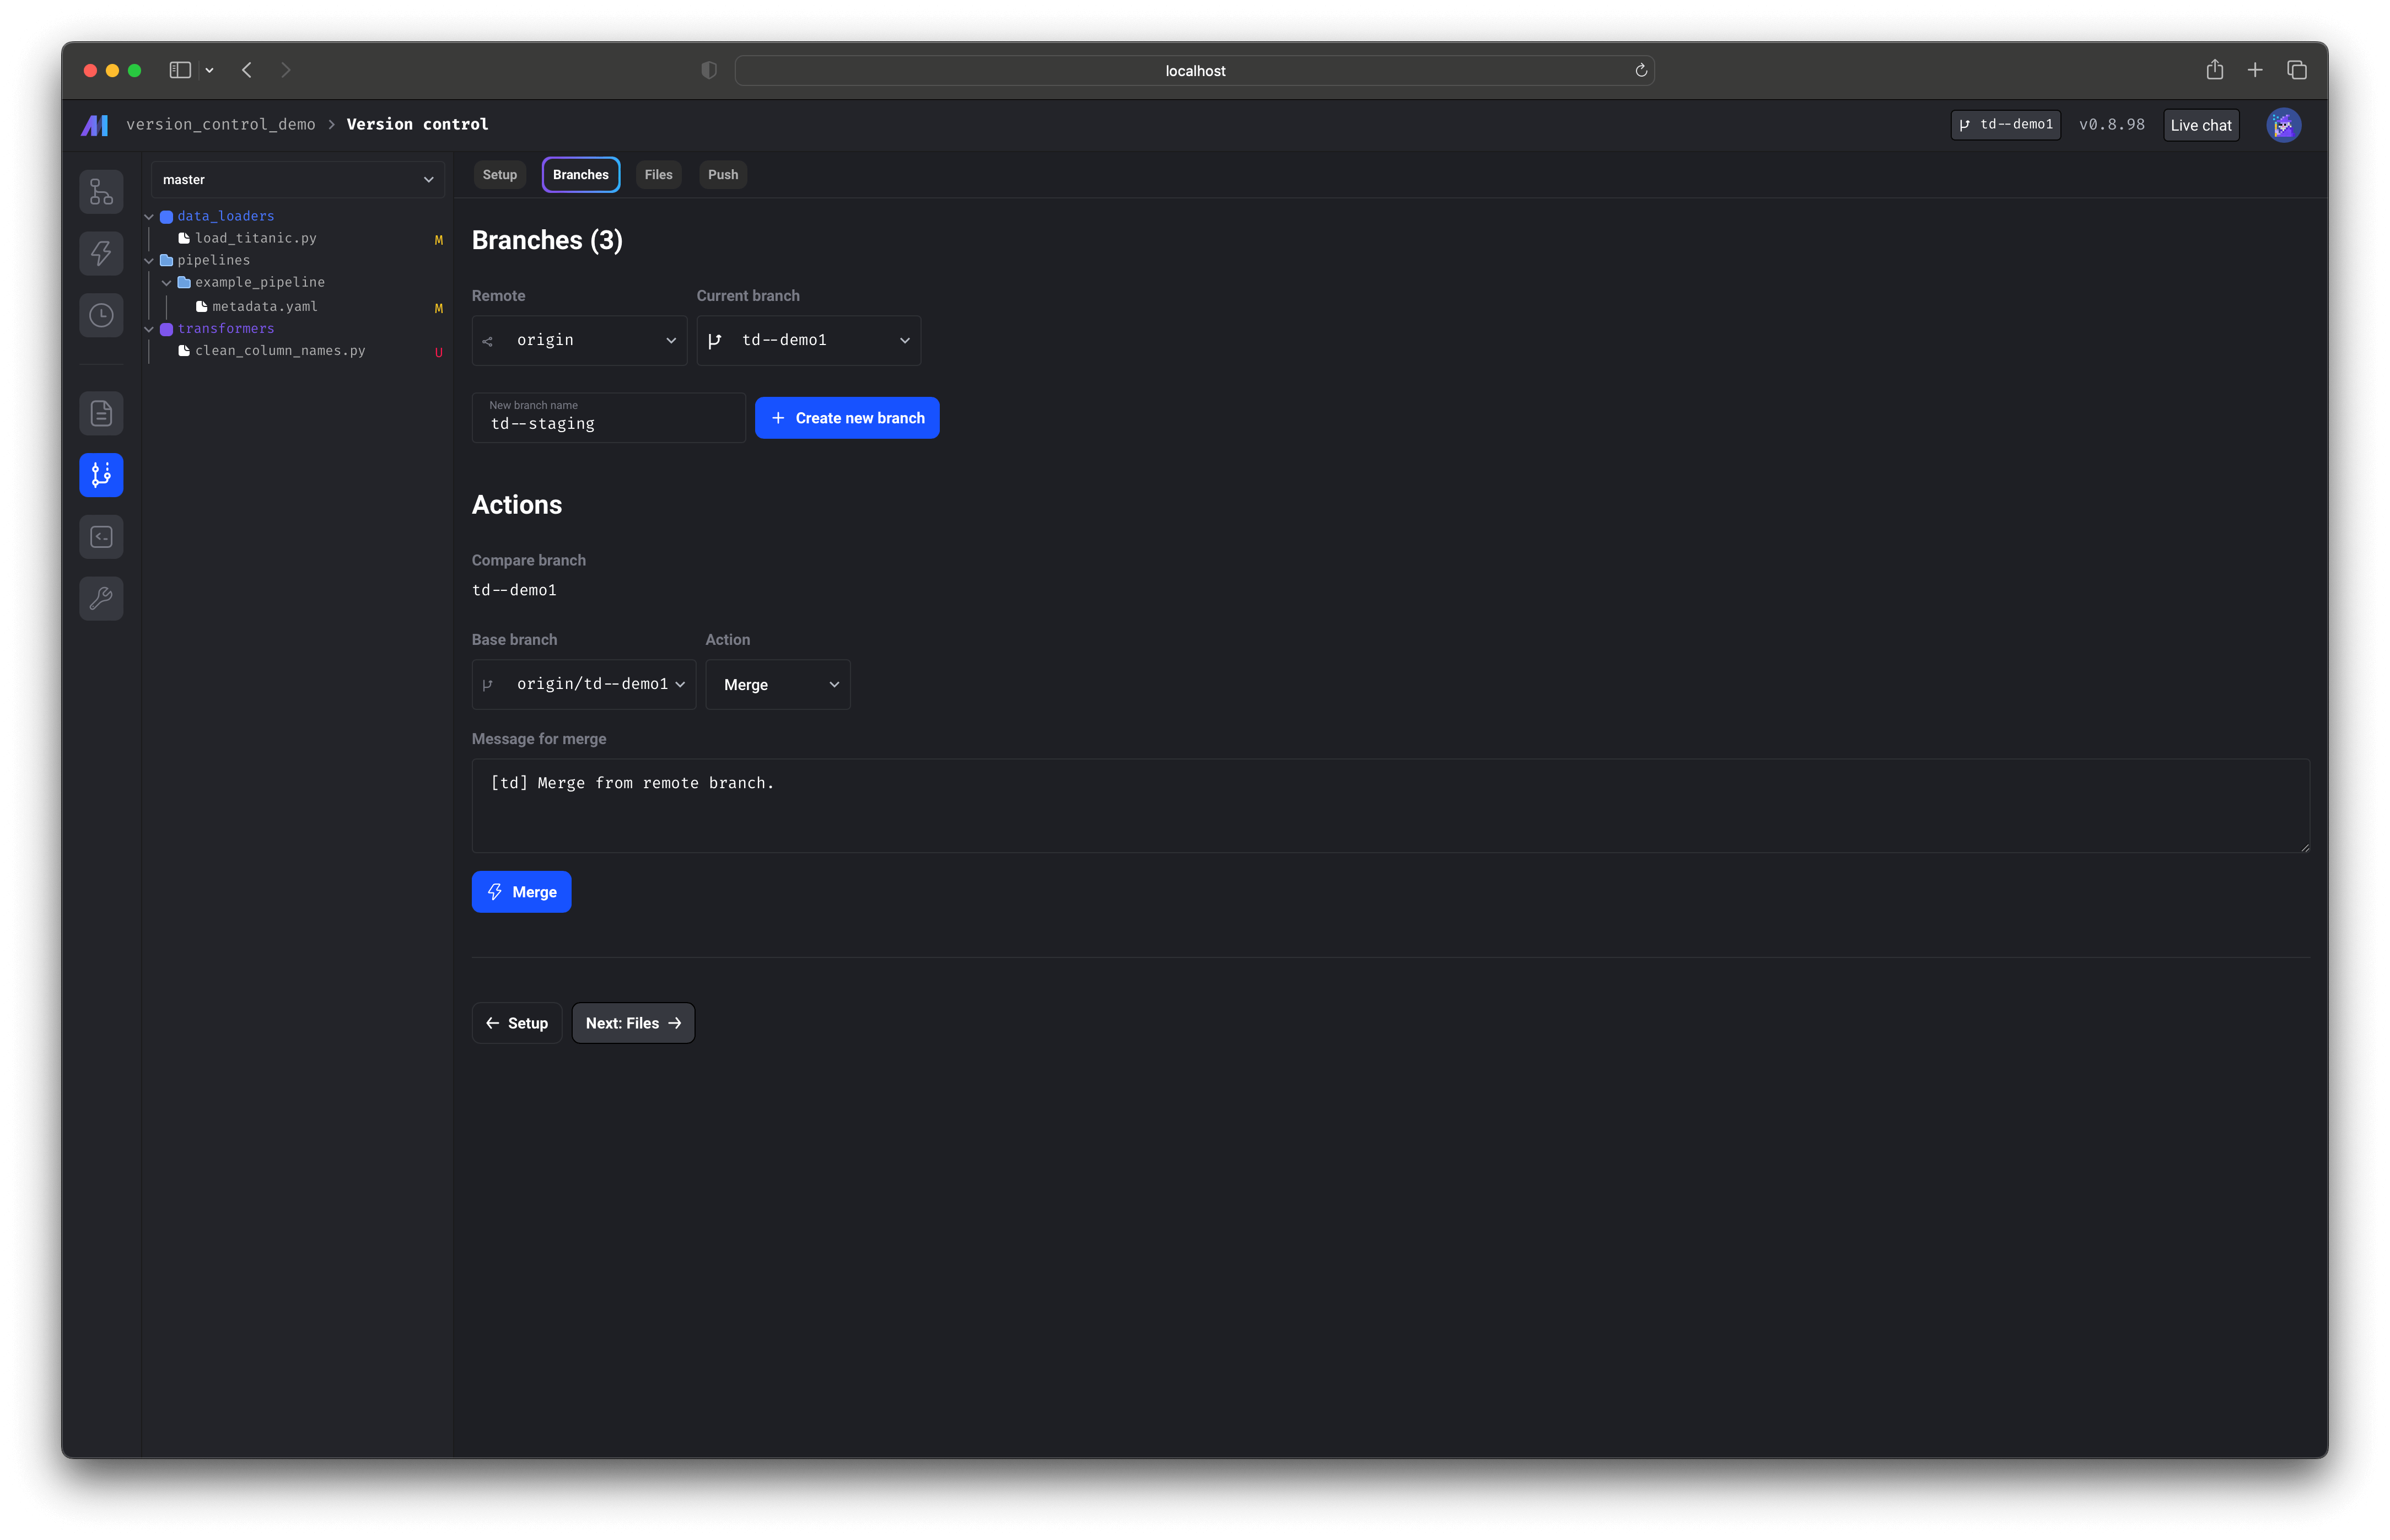 localhost
version_control_demo > Version control
td--demo1
v0.8.98
Live chat
master
data_loaders
load_titanic.py M
pipelines
example_pipeline
metadata.yaml M
transformers
clean_column_names.py U
Setup
Branches
Files
Push
Branches (3)
Remote
Current branch
origin
td--demo1
New branch name
td--staging
+ Create new branch
Actions
Compare branch
td--demo1
Base branch
Action
origin/td--demo1
Merge
Message for merge
[td] Merge from remote branch.
Merge
← Setup
Next: Files →